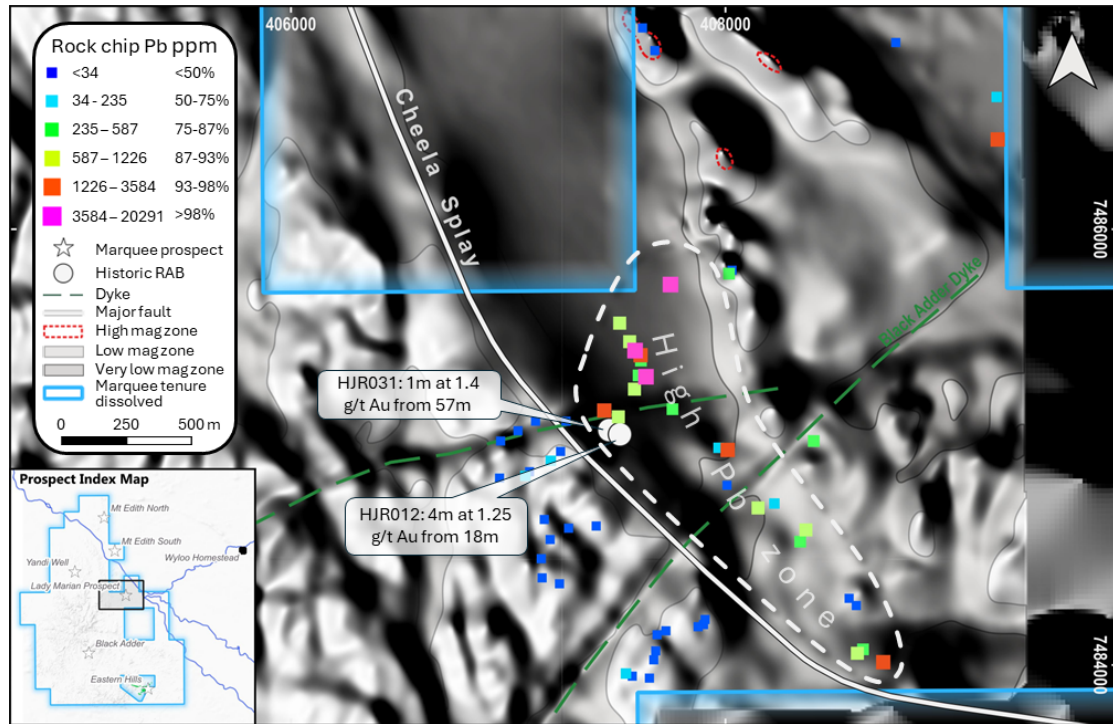 Rock chip Pb ppm
<34 <50%
34 - 235 50-75%
235 – 587 75-87%
587 – 1226 87-93%
1226 – 3584 93-98%
3584 – 20291 >98%
Marquee prospect
Historic RAB
Dyke
Major fault
High mag zone
Low mag zone
Very low mag zone
Marquee tenure
dissolved
0 250 500 m
406000
408000
7486000
7484000
Cheela Splay
High Pb zone
Black Adder Dyke
HJR031: 1m at 1.4
g/t Au from 57m
HJR012: 4m at 1.25
g/t Au from 18m
Prospect Index Map
Mt Edith North
Mt Edith South
Wyloo Homestead
Yandi Well
Lady Marian Prospect
Black Adder
Eastern Hills